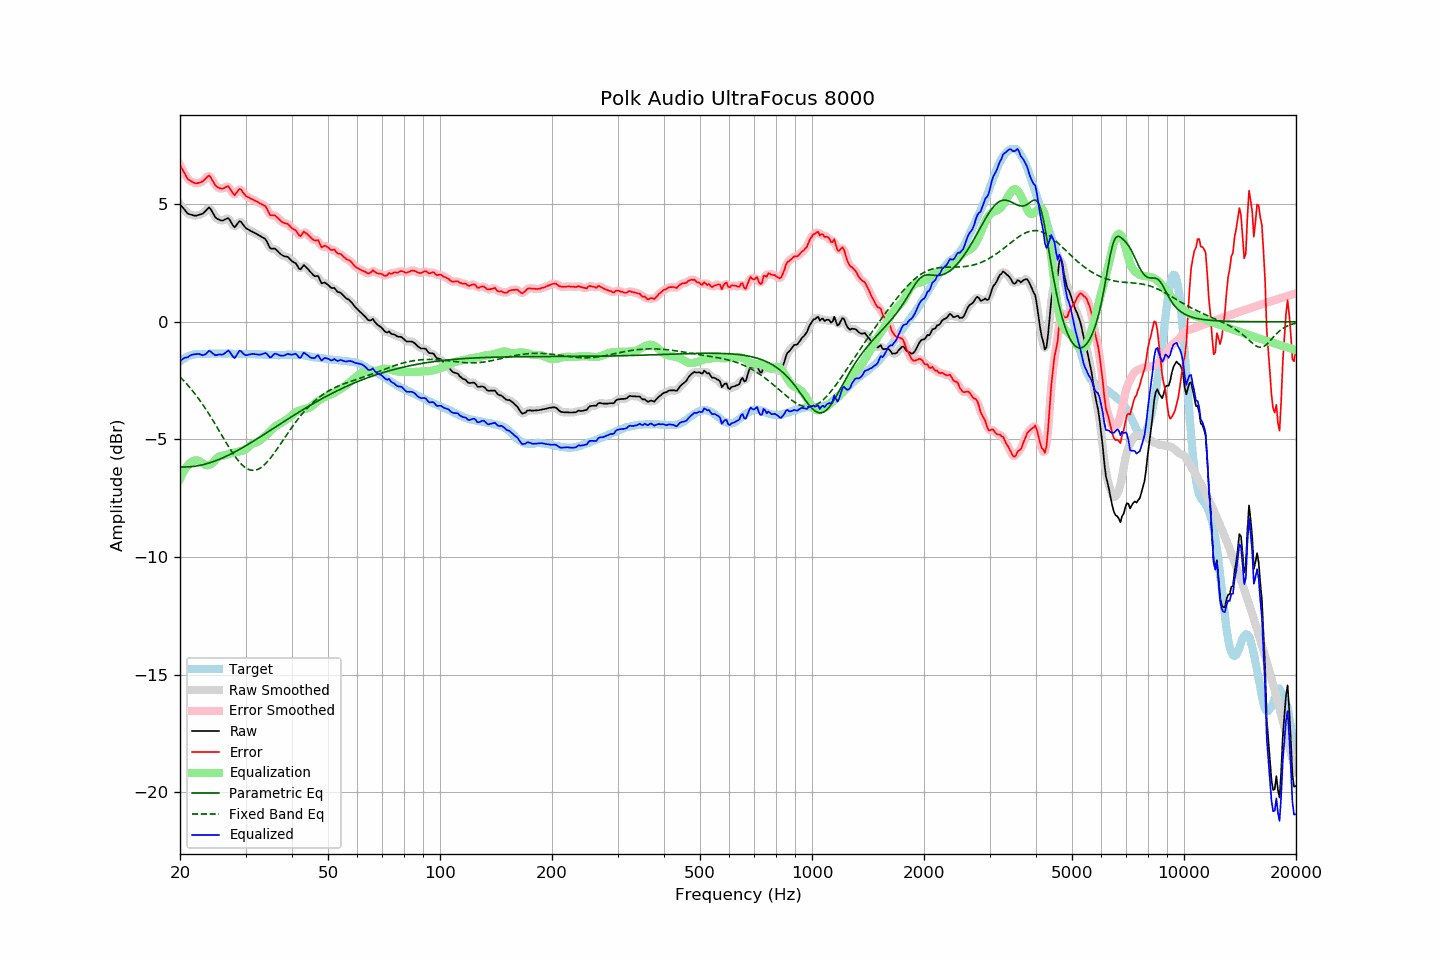 Polk Audio UltraFocus 8000
Amplitude (dBr)
5
0
−5
−10
−15
−20
Target
Raw Smoothed
Error Smoothed
Raw
Error
Equalization
Parametric Eq
Fixed Band Eq
Equalized
20
50
100
200
500
1000
2000
5000
10000
20000
Frequency (Hz)